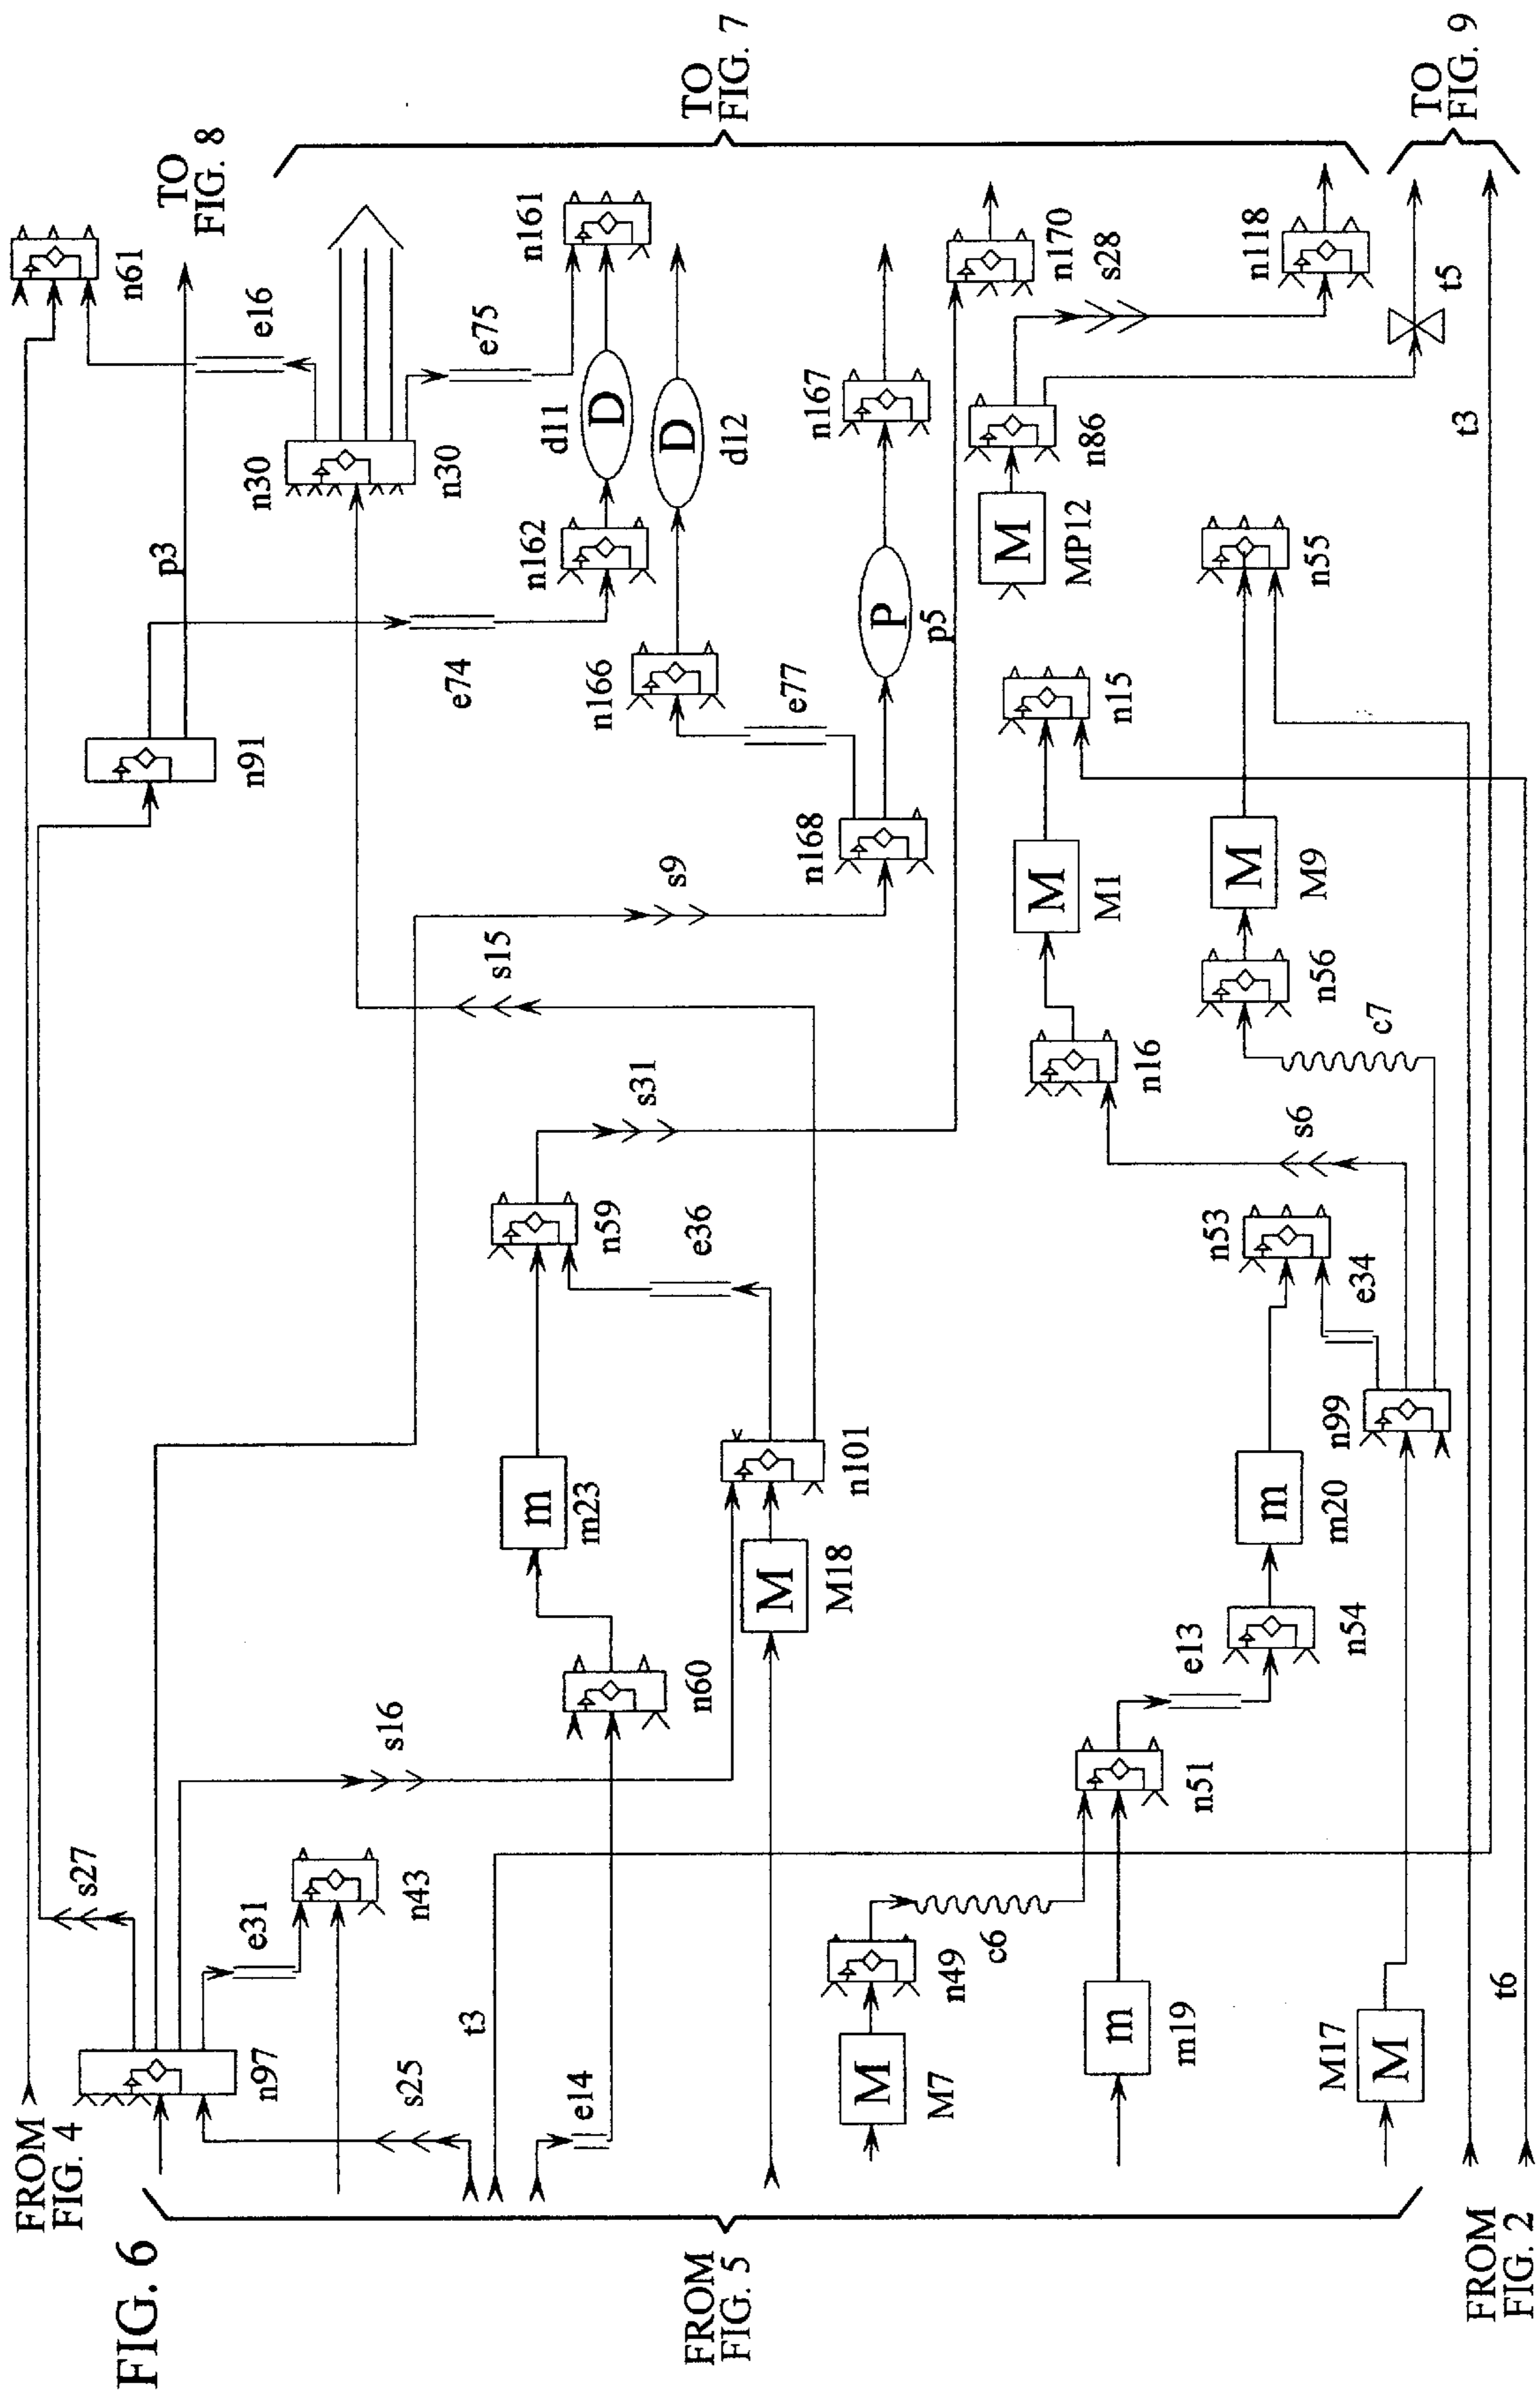 FIG. 6
FROM
FIG. 4
FROM
FIG. 5
FROM
FIG. 2
TO
FIG. 8
TO
FIG. 7
TO
FIG. 9
n97
s27
e31
n43
s25
t3
e14
s16
n60
m
m23
M
M18
n101
e36
n59
s31
s15
s9
n91
p3
e74
n30
n30
e16
n61
e75
n162
D
d11
n161
n166
D
d12
e77
n168
P
p5
n167
n170
M
MP12
n86
s28
n118
t5
t3
M
M7
n49
c6
m
m19
n51
e13
n54
m
m20
n53
e34
M17
M
n99
s6
c7
n16
M
M1
n15
n56
M
M9
n55
t6